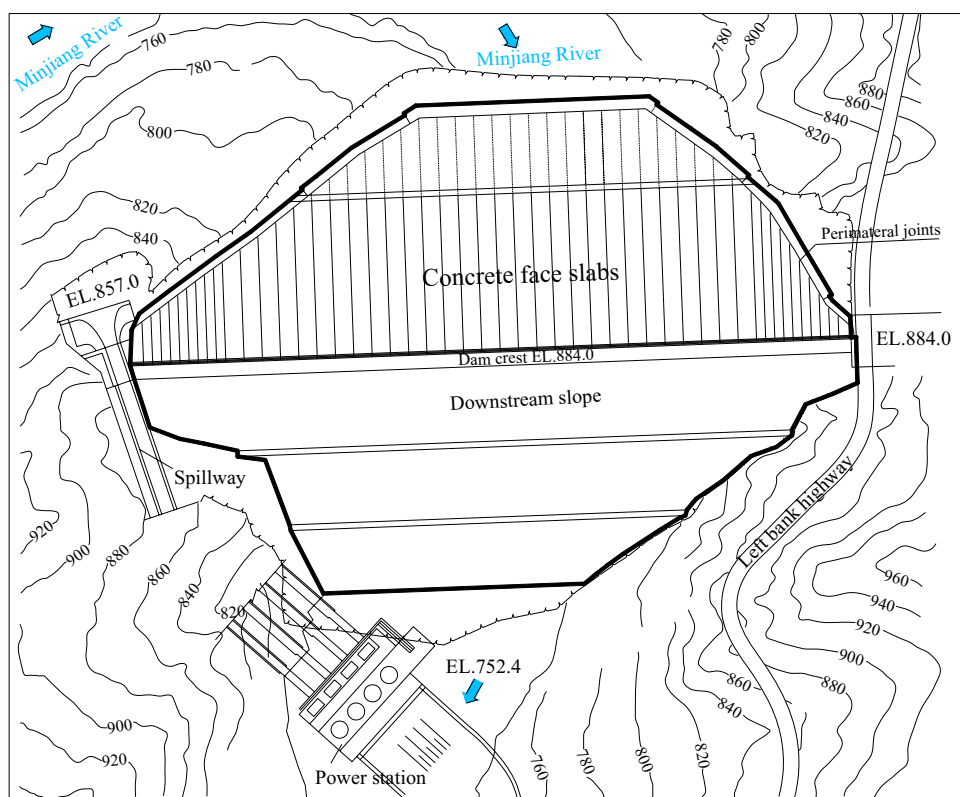 Minjiang River
Minjiang River
760
780
800
820
840
780
800
880
860
840
820
Perimateral joints
EL.857.0
Concrete face slabs
EL.884.0
Dam crest EL.884.0
Downstream slope
Spillway
Left bank highway
920
900
880
860
840
820
960
940
920
900
880
860
840
EL.752.4
900
920
Power station
760
780
800
820